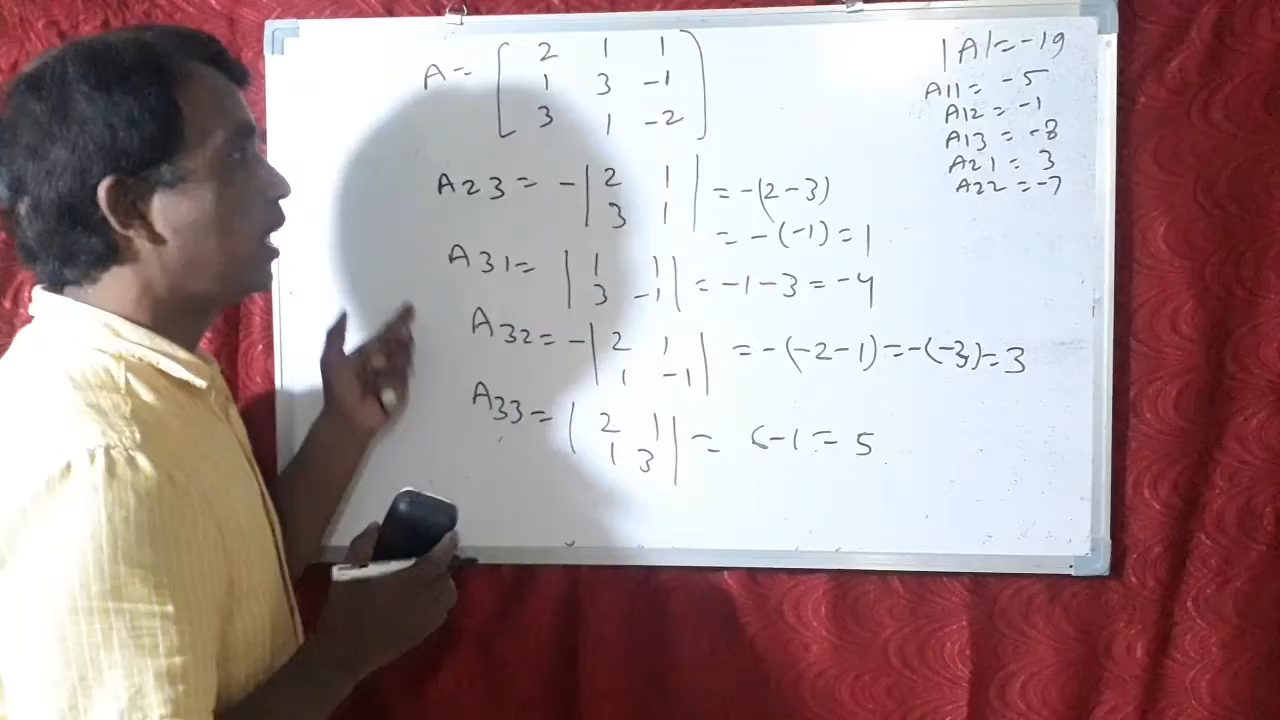 A = [ 2 1 1
1 3 -1
3 1 -2 ]
|A| = -19
A11 = -5
A12 = -1
A13 = -8
A21 = 3
A22 = -7
A23 = - | 2 1 | = -(2-3)
3 1
= -(-1) = 1
A31 = | 1 1 | = -1-3 = -4
3 -1
A32 = - | 2 1 | = -(-2-1) = -(-3) = 3
1 -1
A33 = | 2 1 | = 6-1 = 5
1 3